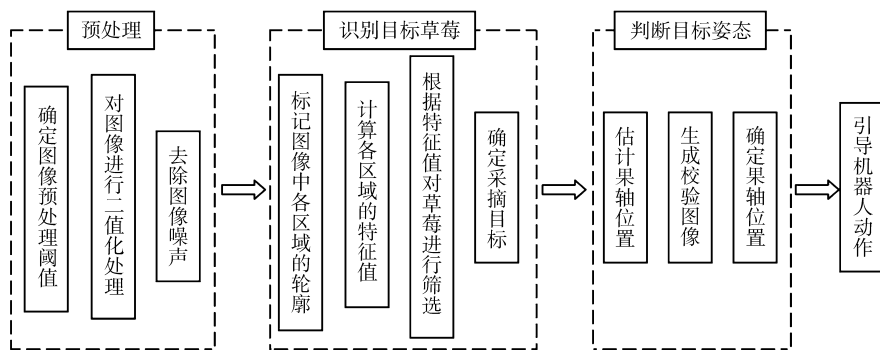 预处理
确定图像预处理阈值
对图像进行二值化处理
去除图像噪声
识别目标草莓
标记图像中各区域的轮廓
计算各区域的特征值
根据特征值对草莓进行筛选
确定采摘目标
判断目标姿态
估计果轴位置
生成校验图像
确定果轴位置
引导机器人动作